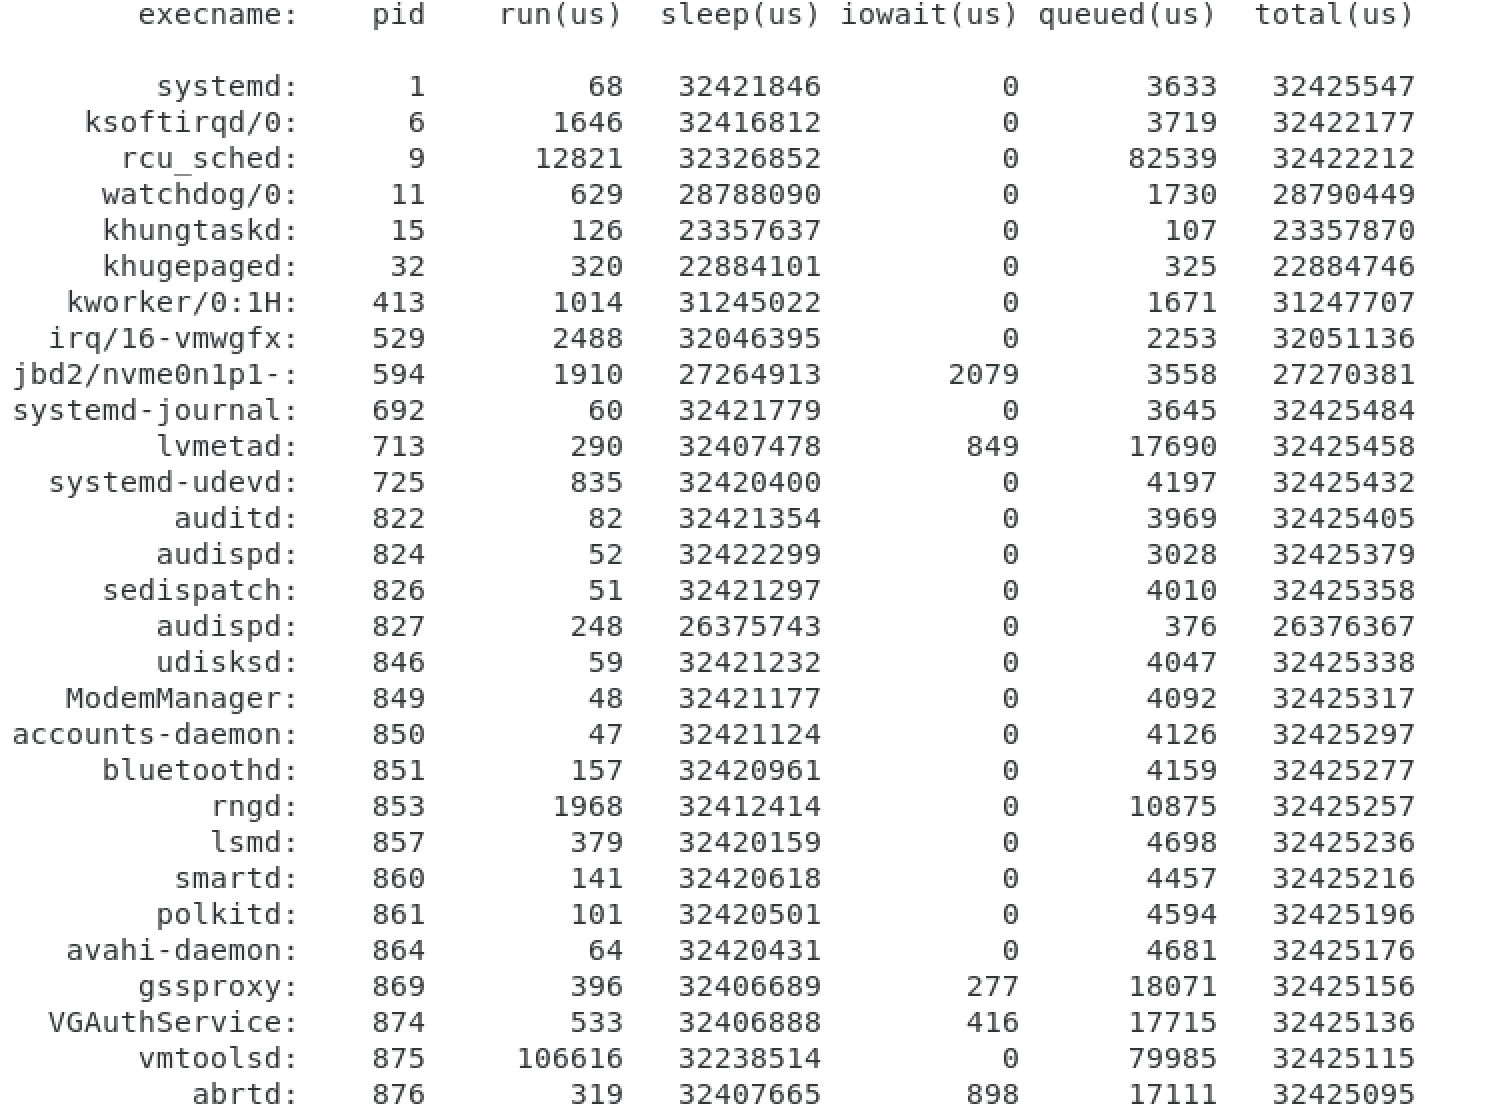 execname: pid run(us) sleep(us) iowait(us) queued(us) total(us)
systemd: 1 68 32421846 0 3633 32425547
ksoftirqd/0: 6 1646 32416812 0 3719 32422177
rcu_sched: 9 12821 32326852 0 82539 32422212
watchdog/0: 11 629 28788090 0 1730 28790449
khungtaskd: 15 126 23357637 0 107 23357870
khugepaged: 32 320 22884101 0 325 22884746
kworker/0:1H: 413 1014 31245022 0 1671 31247707
irq/16-vmwgfx: 529 2488 32046395 0 2253 32051136
jbd2/nvme0n1p1-: 594 1910 27264913 2079 3558 27270381
systemd-journal: 692 60 32421779 0 3645 32425484
lvmetad: 713 290 32407478 849 17690 32425458
systemd-udevd: 725 835 32420400 0 4197 32425432
auditd: 822 82 32421354 0 3969 32425405
audispd: 824 52 32422299 0 3028 32425379
sedispatch: 826 51 32421297 0 4010 32425358
audispd: 827 248 26375743 0 376 26376367
udisksd: 846 59 32421232 0 4047 32425338
ModemManager: 849 48 32421177 0 4092 32425317
accounts-daemon: 850 47 32421124 0 4126 32425297
bluetoothd: 851 157 32420961 0 4159 32425277
rngd: 853 1968 32412414 0 10875 32425257
lsmd: 857 379 32420159 0 4698 32425236
smartd: 860 141 32420618 0 4457 32425216
polkitd: 861 101 32420501 0 4594 32425196
avahi-daemon: 864 64 32420431 0 4681 32425176
gssproxy: 869 396 32406689 277 18071 32425156
VGAuthService: 874 533 32406888 416 17715 32425136
vmtoolsd: 875 106616 32238514 0 79985 32425115
abrtd: 876 319 32407665 898 17111 32425095